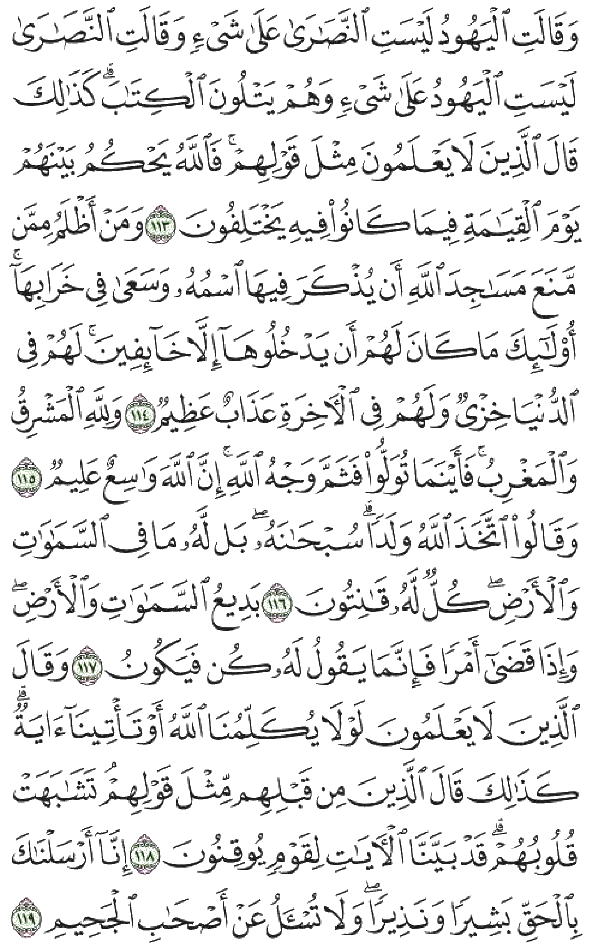 وَقَالَتِ ٱلْيَهُودُ لَيْسَتِ ٱلنَّصَـٰرَىٰ عَلَىٰ شَىْءٍ وَقَالَتِ ٱلنَّصَـٰرَىٰ
لَيْسَتِ ٱلْيَهُودُ عَلَىٰ شَىْءٍ وَهُمْ يَتْلُونَ ٱلْكِتَـٰبَ ۗ كَذَٰلِكَ
قَالَ ٱلَّذِينَ لَا يَعْلَمُونَ مِثْلَ قَوْلِهِمْ ۚ فَٱللَّهُ يَحْكُمُ بَيْنَهُمْ
يَوْمَ ٱلْقِيَـٰمَةِ فِيمَا كَانُوا۟ فِيهِ يَخْتَلِفُونَ ١١٣ وَمَنْ أَظْلَمُ مِمَّن
مَّنَعَ مَسَـٰجِدَ ٱللَّهِ أَن يُذْكَرَ فِيهَا ٱسْمُهُۥ وَسَعَىٰ فِى خَرَابِهَآ ۚ
أُو۟لَـٰٓئِكَ مَا كَانَ لَهُمْ أَن يَدْخُلُوهَآ إِلَّا خَآئِفِينَ ۚ لَهُمْ فِى
ٱلدُّنْيَا خِزْىٌ وَلَهُمْ فِى ٱلْـَٔاخِرَةِ عَذَابٌ عَظِيمٌ ١١٤ وَلِلَّهِ ٱلْمَشْرِقُ
وَٱلْمَغْرِبُ ۚ فَأَيْنَمَا تُوَلُّوا۟ فَثَمَّ وَجْهُ ٱللَّهِ ۚ إِنَّ ٱللَّهَ وَٰسِعٌ عَلِيمٌ ١١٥
وَقَالُوا۟ ٱتَّخَذَ ٱللَّهُ وَلَدًا ۗ سُبْحَـٰنَهُۥ ۖ بَل لَّهُۥ مَا فِى ٱلسَّمَـٰوَٰتِ
وَٱلْأَرْضِ ۖ كُلٌّ لَّهُۥ قَـٰنِتُونَ ١١٦ بَدِيعُ ٱلسَّمَـٰوَٰتِ وَٱلْأَرْضِ ۖ
وَإِذَا قَضَىٰٓ أَمْرًا فَإِنَّمَا يَقُولُ لَهُۥ كُن فَيَكُونُ ١١٧ وَقَالَ
ٱلَّذِينَ لَا يَعْلَمُونَ لَوْلَا يُكَلِّمُنَا ٱللَّهُ أَوْ تَأْتِينَآ ءَايَةٌ ۗ
كَذَٰلِكَ قَالَ ٱلَّذِينَ مِن قَبْلِهِم مِّثْلَ قَوْلِهِمْ ۘ تَشَـٰبَهَتْ
قُلُوبُهُمْ ۗ قَدْ بَيَّنَّا ٱلْـَٔايَـٰتِ لِقَوْمٍ يُوقِنُونَ ١١٨ إِنَّآ أَرْسَلْنَـٰكَ
بِٱلْحَقِّ بَشِيرًا وَنَذِيرًا ۖ وَلَا تُسْـَٔلُ عَنْ أَصْحَـٰبِ ٱلْجَحِيمِ ١١٩